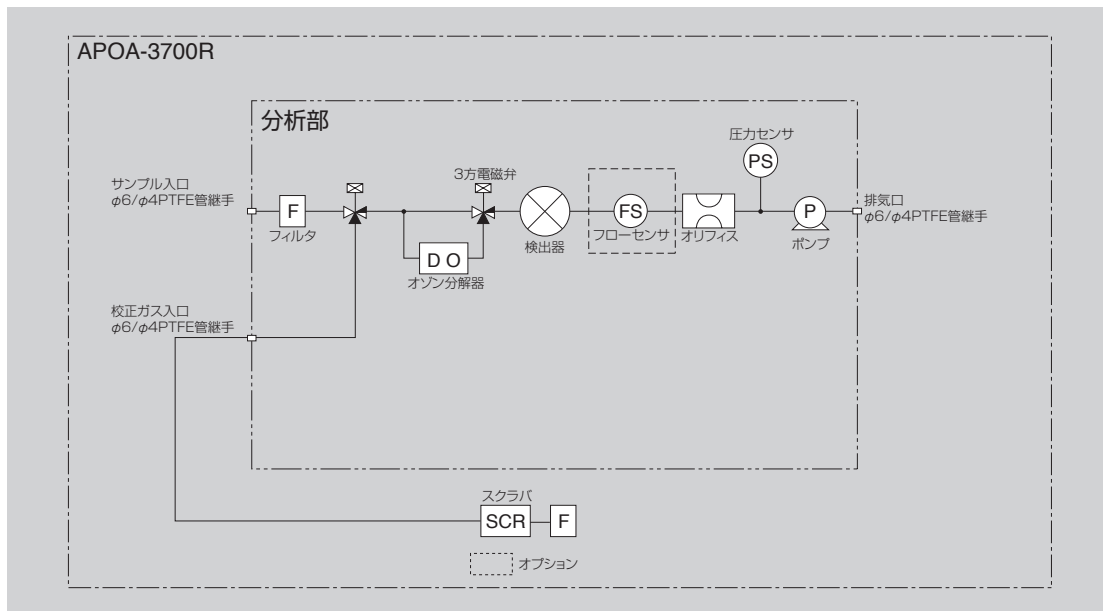 APOA-3700R
分析部
圧力センサ
PS
サンプル入口
φ6/φ4PTFE管継手
3方電磁弁
排気口
φ6/φ4PTFE管継手
F
フィルタ
FS
フローセンサ
オリフィス
P
ポンプ
検出器
D O
オゾン分解器
校正ガス入口
φ6/φ4PTFE管継手
スクラバ
SCR
F
オプション